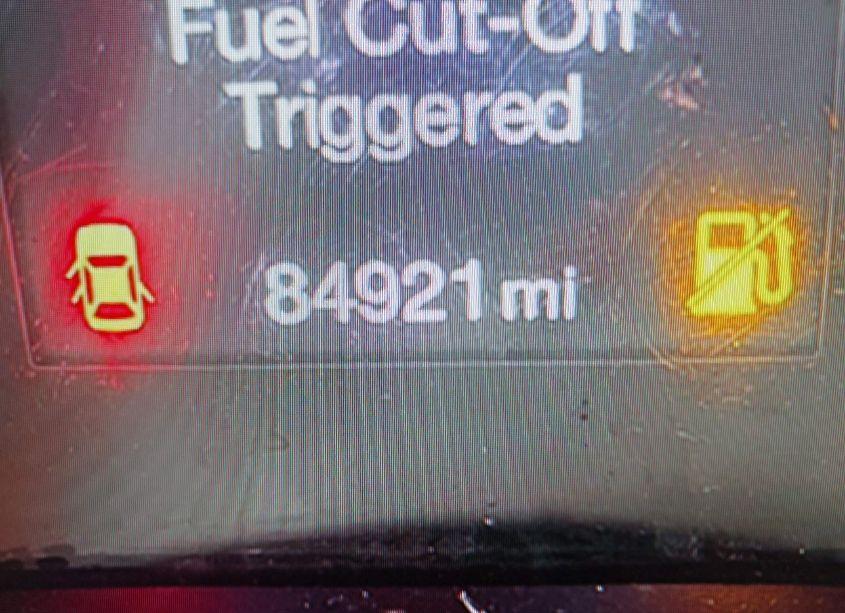 Fuel Cut-Off
Triggered
84921 mi